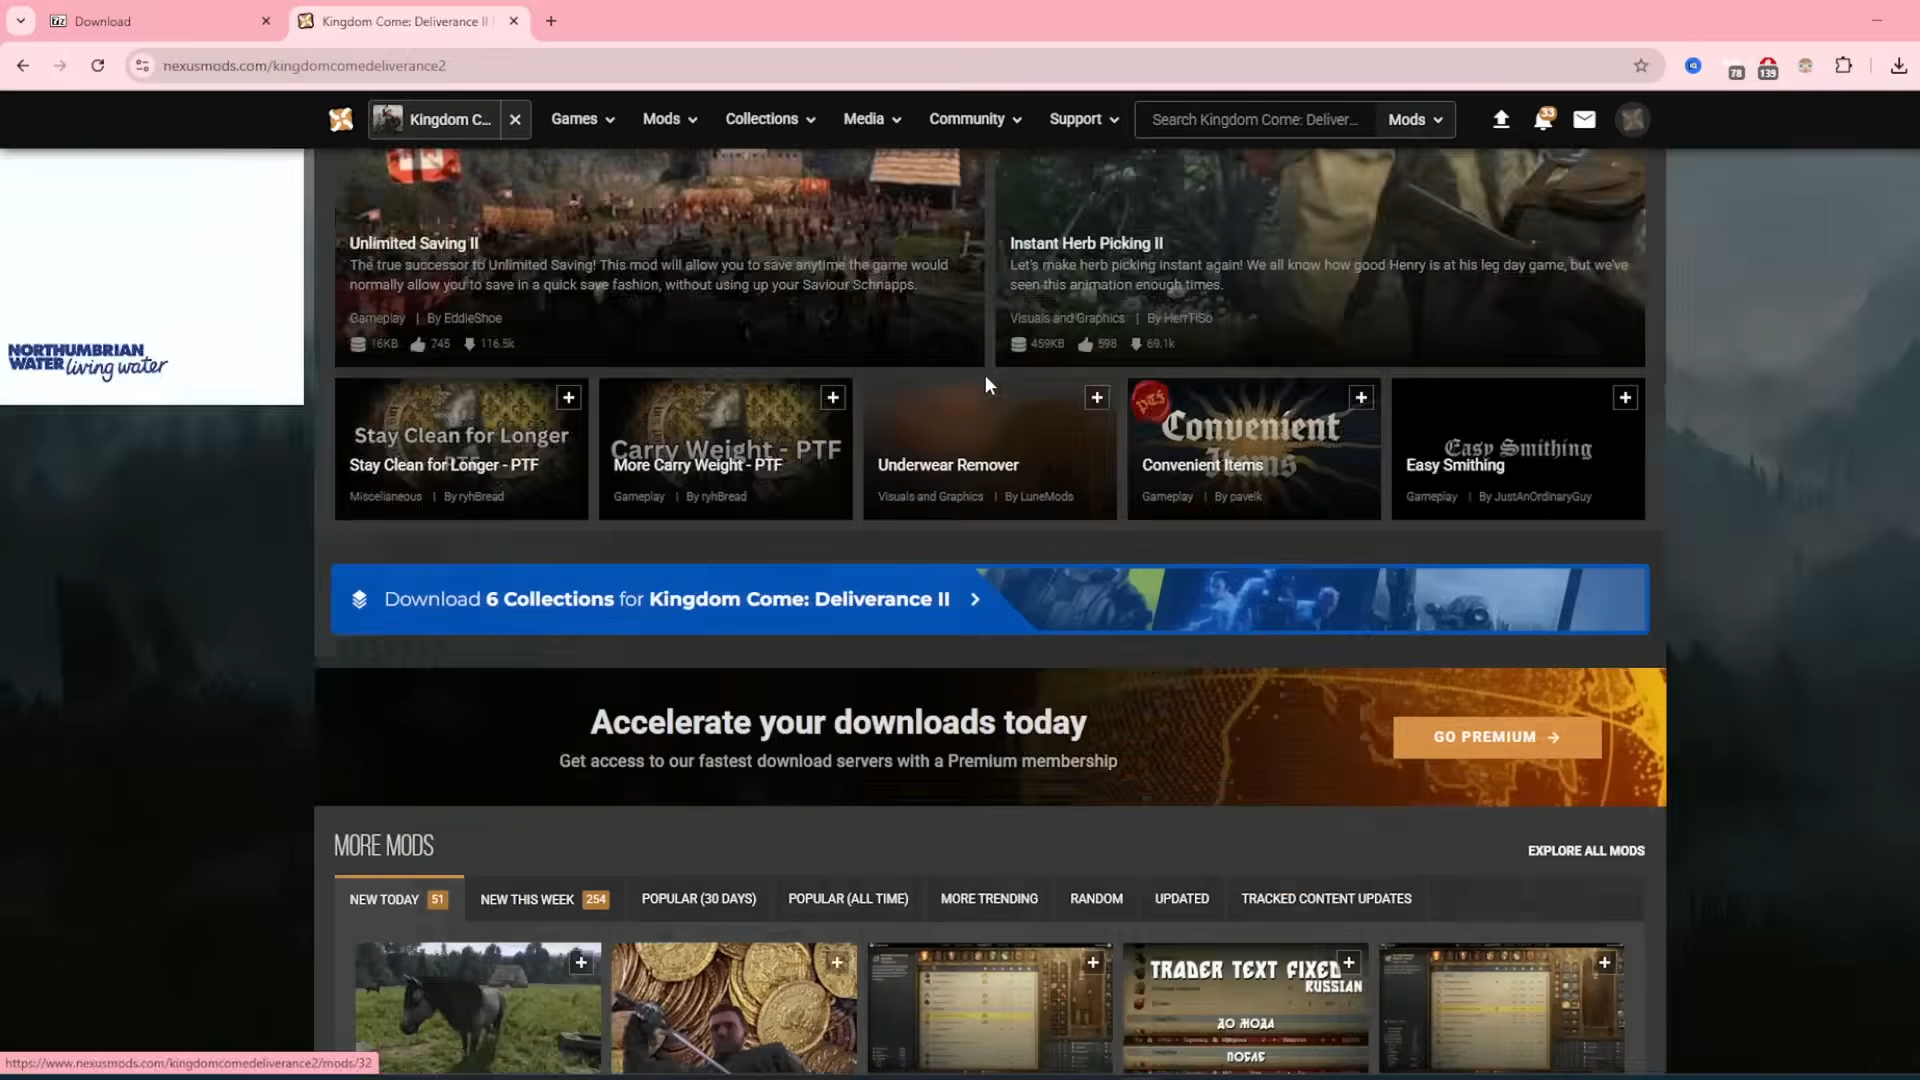 Download
Kingdom Come: Deliverance II
nexusmods.com/kingdomcomedeliverance2
78
139
Kingdom C...
Games
Mods
Collections
Media
Community
Support
Search Kingdom Come: Deliver...
Mods
33
NORTHUMBRIAN
WATER living water
Unlimited Saving II
The true successor to Unlimited Saving! This mod will allow you to save anytime the game would
normally allow you to save in a quick save fashion, without using up your Saviour Schnapps.
Gameplay | By EddieShoe
16KB 745 116.5k
Instant Herb Picking II
Let's make herb picking instant again! We all know how good Henry is at his leg day game, but we've
seen this animation enough times.
Visuals and Graphics | By HerrTiSo
459KB 598 69.1k
Stay Clean for Longer
Stay Clean for Longer - PTF
Miscellaneous | By ryhBread
Carry Weight - PTF
More Carry Weight - PTF
Gameplay | By ryhBread
Underwear Remover
Visuals and Graphics | By LuneMods
PTF
Convenient
Items
Convenient Items
Gameplay | By paveik
Easy Smithing
Easy Smithing
Gameplay | By JustAnOrdinaryGuy
Download 6 Collections for Kingdom Come: Deliverance II
Accelerate your downloads today
Get access to our fastest download servers with a Premium membership
GO PREMIUM
MORE MODS
EXPLORE ALL MODS
NEW TODAY 51
NEW THIS WEEK 254
POPULAR (30 DAYS)
POPULAR (ALL TIME)
MORE TRENDING
RANDOM
UPDATED
TRACKED CONTENT UPDATES
TRADER TEXT FIXED
RUSSIAN
ДО МОДА
ПОСЛЕ
https://www.nexusmods.com/kingdomcomedeliverance2/mods/32